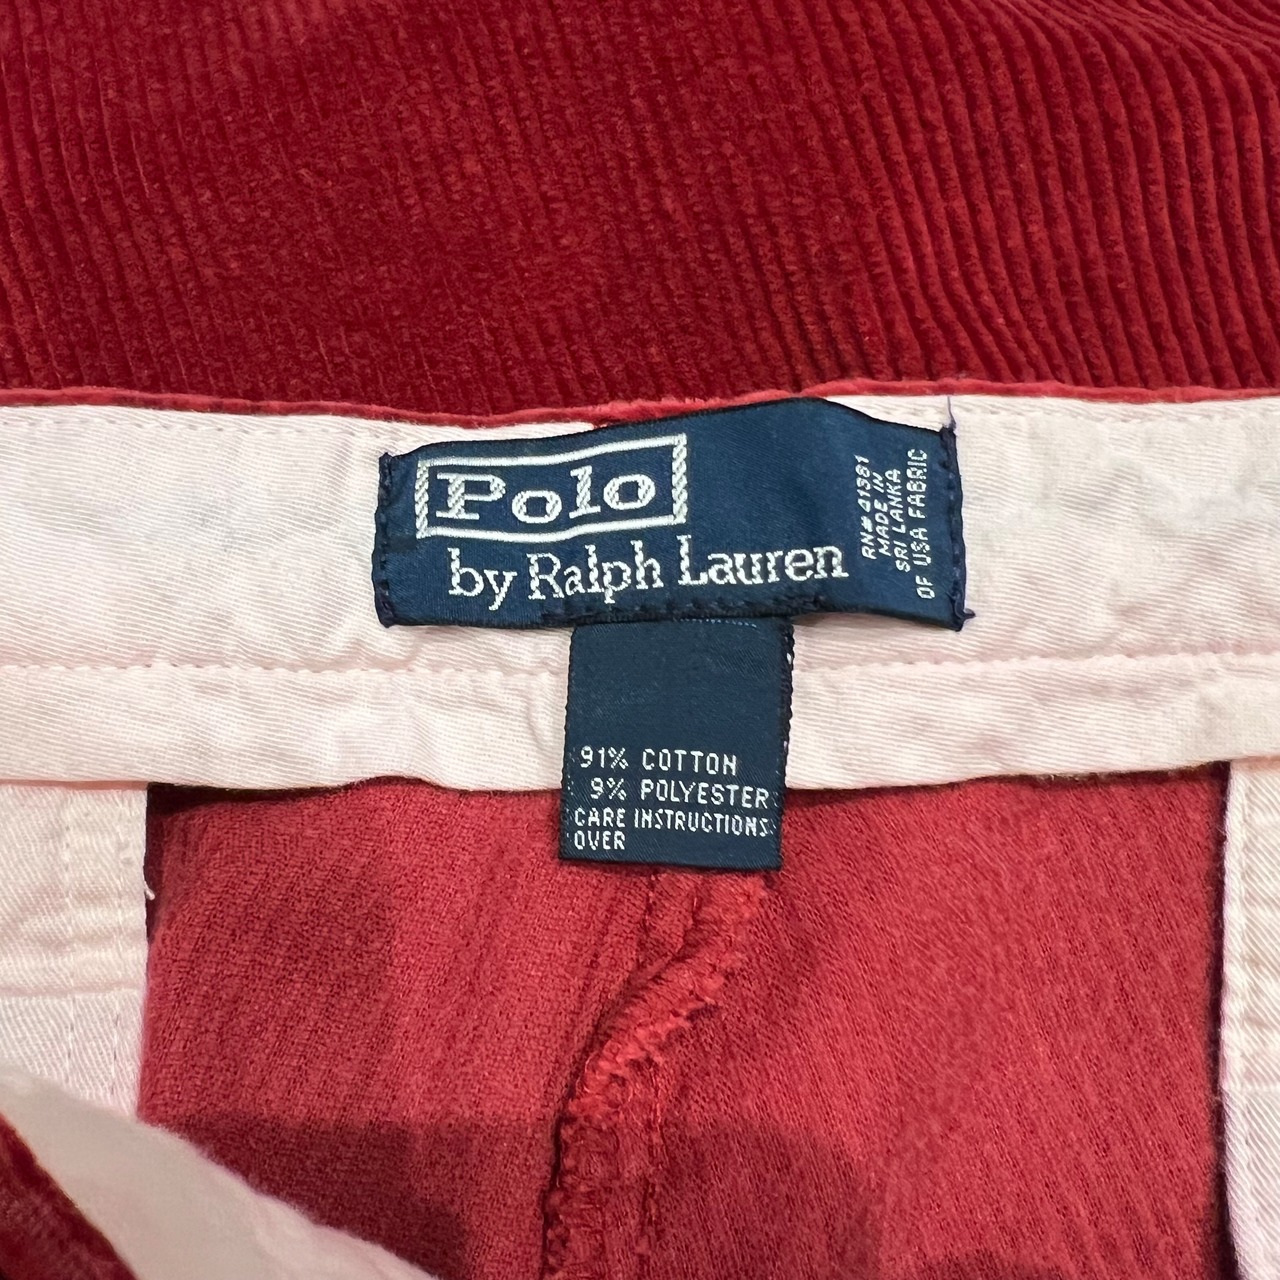 Polo
by Ralph Lauren
RN# 41381
MADE IN
SRI LANKA
OF USA FABRIC
91% COTTON
9% POLYESTER
CARE INSTRUCTIONS
OVER